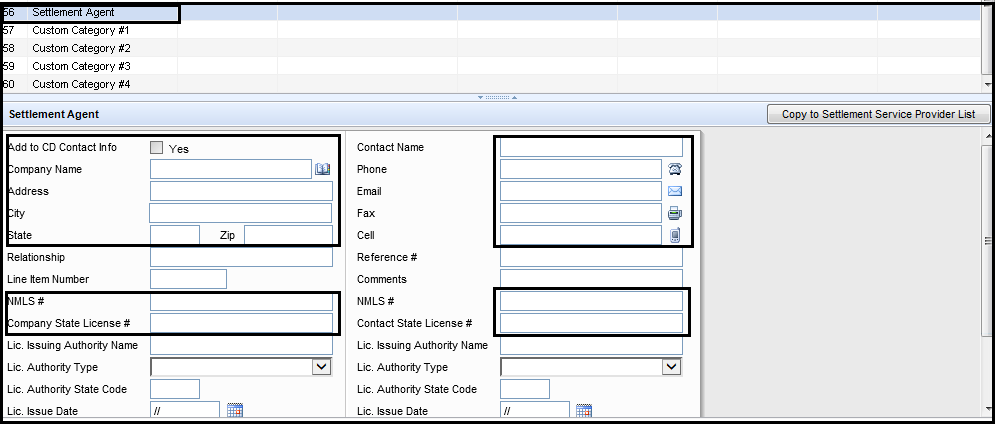 56 Settlement Agent
57 Custom Category #1
58 Custom Category #2
59 Custom Category #3
60 Custom Category #4
Settlement Agent Copy to Settlement Service Provider List
Add to CD Contact Info Yes Contact Name
Company Name Phone
Address Email
City Fax
State Zip Cell
Relationship Reference #
Line Item Number Comments
NMLS # NMLS #
Company State License # Contact State License #
Lic. Issuing Authority Name Lic. Issuing Authority Name
Lic. Authority Type Lic. Authority Type
Lic. Authority State Code Lic. Authority State Code
Lic. Issue Date // Lic. Issue Date //